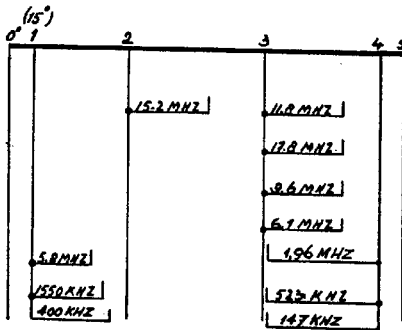 (15°)
0° 1 2 3 4 5
15.2 MHZ 11.8 MHZ
17.8 MHZ
9.6 MHZ
6.1 MHZ
5.8 MHZ 1,96 MHZ
1550 KHZ 523 KHZ
400 KHZ 147 KHZ